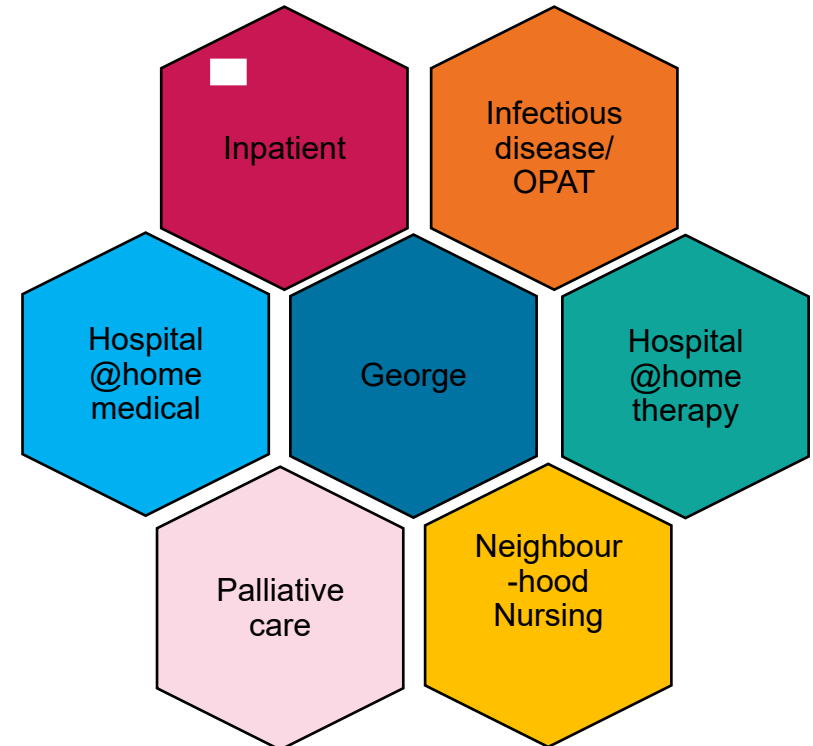 Inpatient
Infectious
disease/
OPAT
Hospital
@home
medical
George
Hospital
@home
therapy
Palliative
care
Neighbour
-hood
Nursing